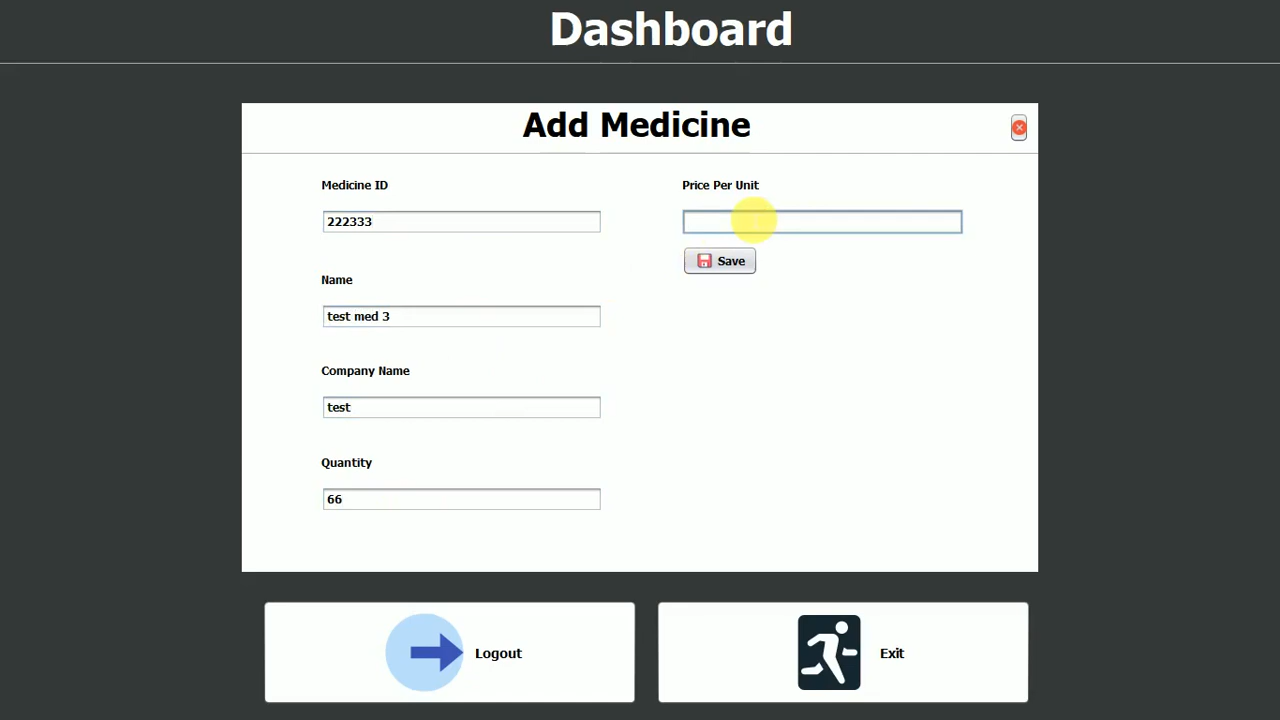 Dashboard
Add Medicine
Medicine ID
222333
Name
test med 3
Company Name
test
Quantity
66
Price Per Unit
Save
Logout
Exit